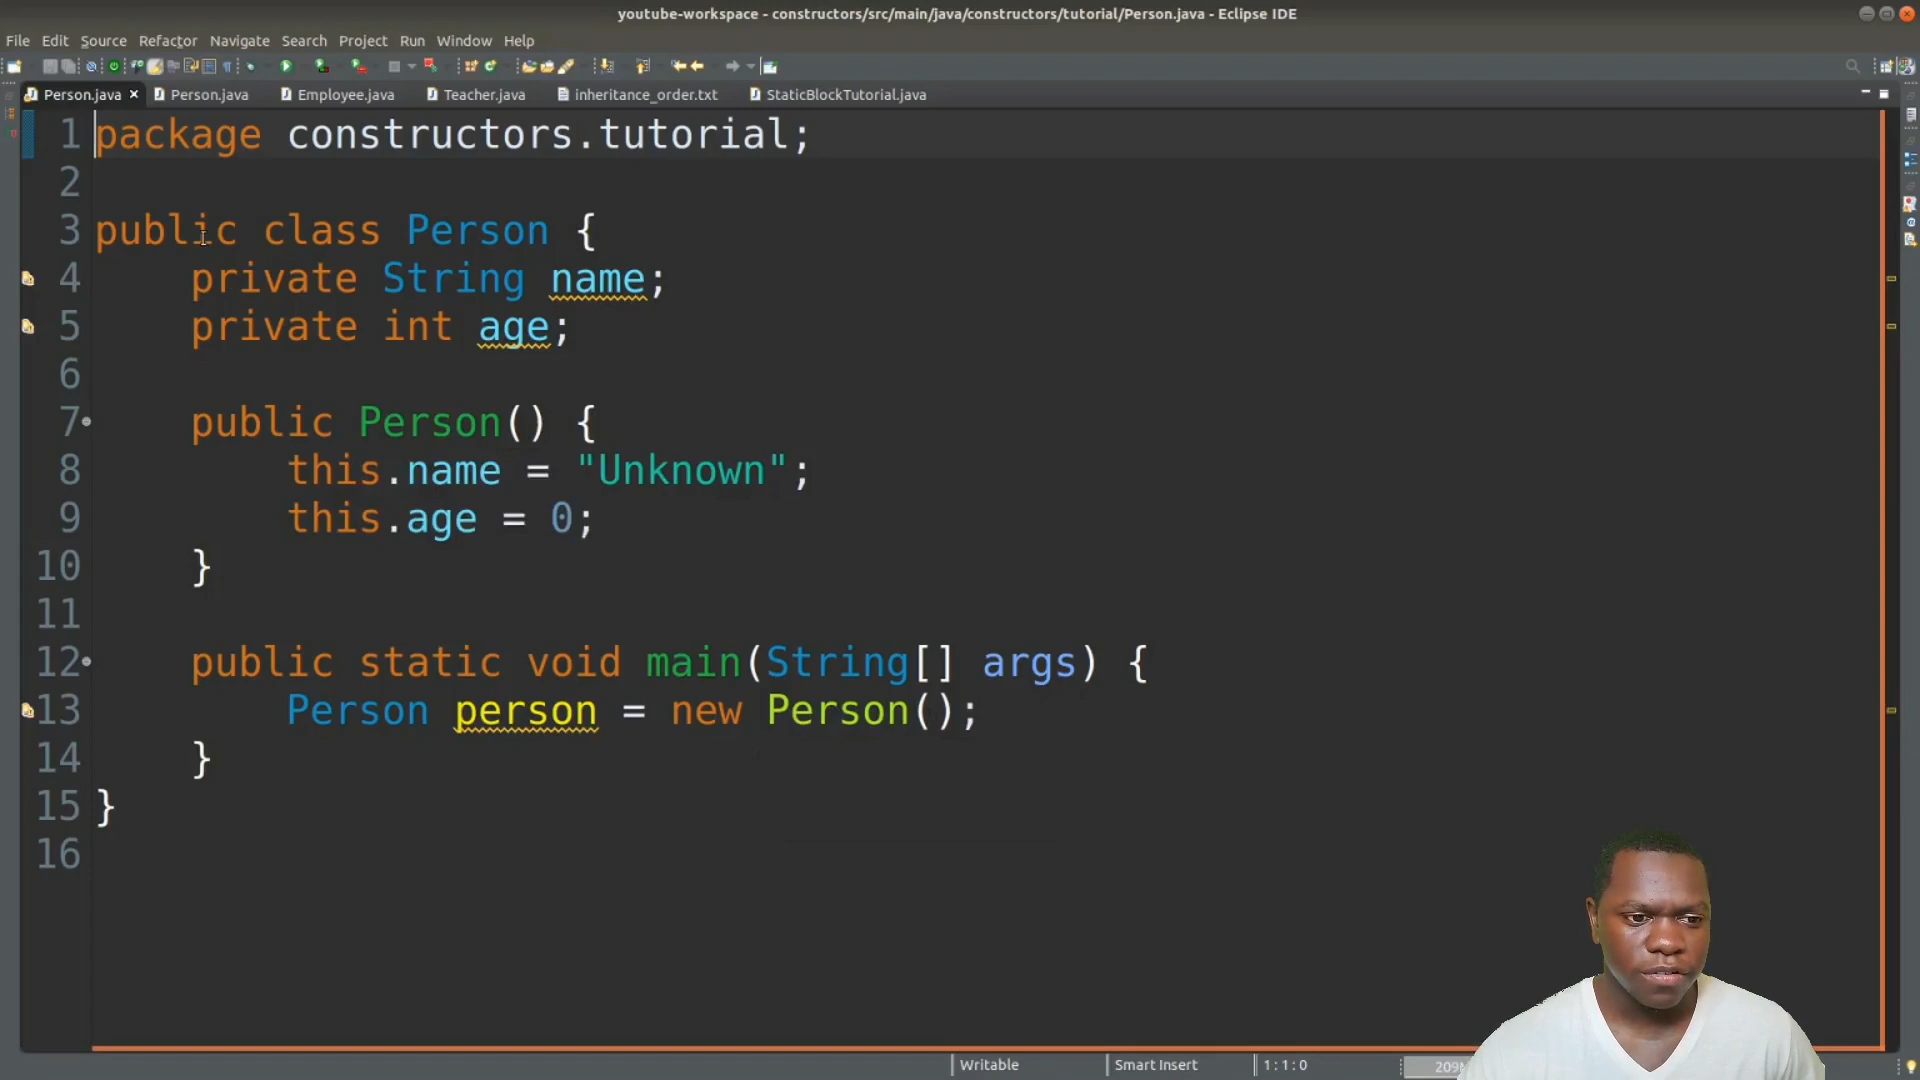 youtube-workspace - constructors/src/main/java/constructors/tutorial/Person.java - Eclipse IDE
File Edit Source Refactor Navigate Search Project Run Window Help
Person.java Person.java Employee.java Teacher.java inheritance_order.txt StaticBlockTutorial.java
1 package constructors.tutorial;
2
3 public class Person {
4 private String name;
5 private int age;
6
7 public Person() {
8 this.name = "Unknown";
9 this.age = 0;
10 }
11
12 public static void main(String[] args) {
13 Person person = new Person();
14 }
15 }
16
Writable Smart Insert 1:1:0